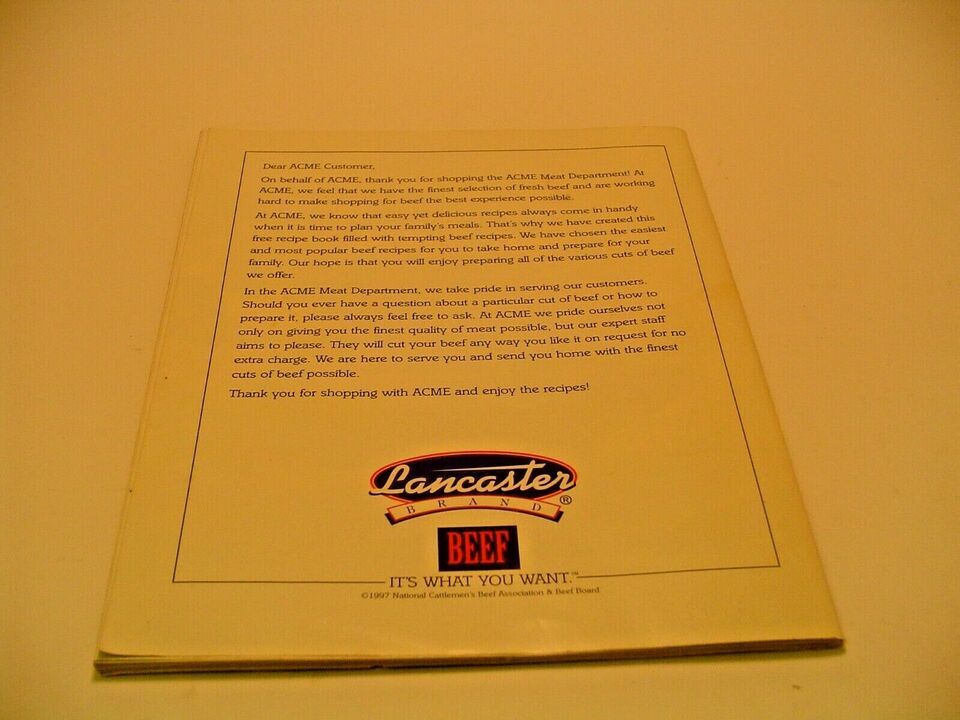 Dear ACME Customer,
On behalf of ACME, thank you for shopping the ACME Meat Department! At
ACME, we feel that we have the finest selection of fresh beef and are working
hard to make shopping for beef the best experience possible.
At ACME, we know that easy yet delicious recipes always come in handy
when it is time to plan your family's meals. That's why we have created this
free recipe book filled with tempting beef recipes. We have chosen the easiest
and most popular beef recipes for you to take home and prepare for your
family. Our hope is that you will enjoy preparing all of the various cuts of beef
we offer.
In the ACME Meat Department, we take pride in serving our customers.
Should you ever have a question about a particular cut of beef or how to
prepare it, please always feel free to ask. At ACME we pride ourselves not
only on giving you the finest quality of meat possible, but our expert staff
aims to please. They will cut your beef any way you like it on request for no
extra charge. We are here to serve you and send you home with the finest
cuts of beef possible.
Thank you for shopping with ACME and enjoy the recipes!
Lancaster
BRAND ®
BEEF
IT'S WHAT YOU WANT.™
©1997 National Cattlemen's Beef Association & Beef Board